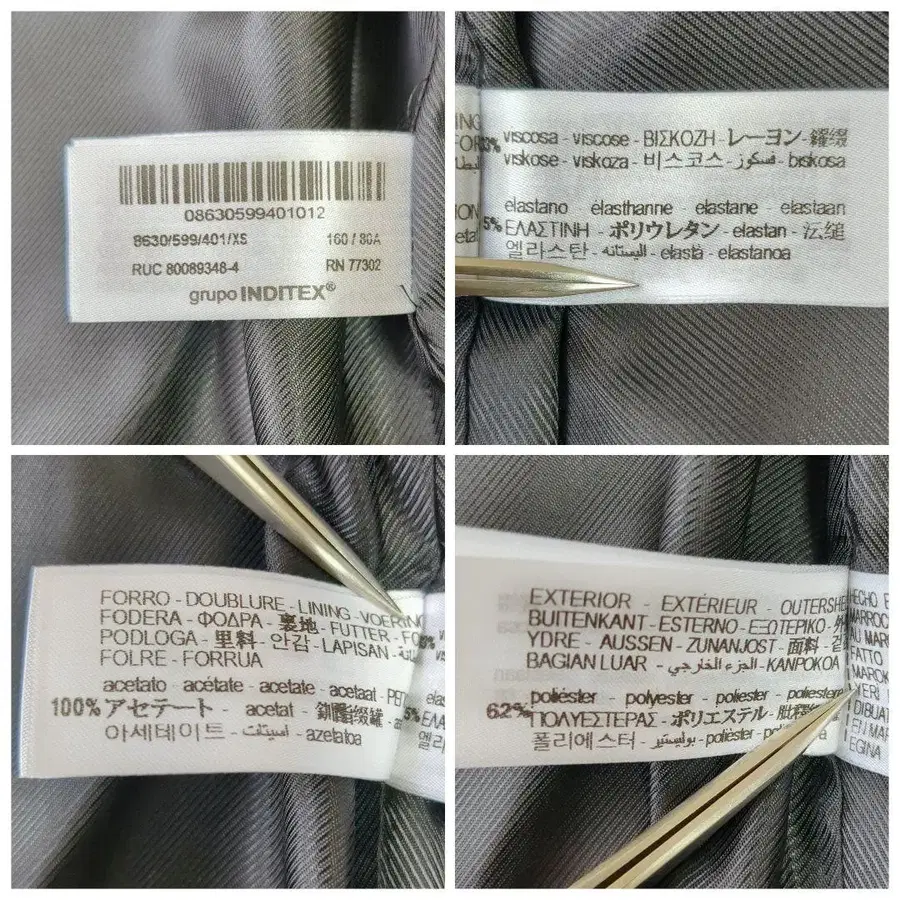 08630599401012
8630/599/401/XS 160 / 80A
RUC 80089348-4 RN 77302
grupo INDITEX®
viscosa - viscose - ΒΙΣΚΟΖΗ - レーヨン -
viskose - viskoza - 비스코스 - فسكوز - biskosa
elastano élasthanne - elastane - elastaan
5% ΕΛΑΣΤΙΝΗ - ポリウレタン - elastan -
엘라스탄 - اليستانه - elastà - elastanoa
FORRO - DOUBLURE - LINING - VOERING
FODERA - ΦΟΔΡΑ - 裏地 - FUTTER -
PODLOGA - 里料 - 안감 - LAPISAN -
FOLRE - FORRUA
acetato - acétate - acetate - acetaat -
100% アセテート - - acetat -
아세테이트 - اسيتات - azetatoa
EXTERIOR - EXTÉRIEUR -
BUITENKANT - ESTERNO - ΕΞΩΤΕΡΙΚΟ -
YDRE - AUSSEN - ZUNANJOST - 面料 -
BAGIAN LUAR - الجزء الخارجي - KANPOKOA
poliéster - polyester - poliester -
62% ΠΟΛΥΕΣΤΕΡΑΣ - ポリエステル -
폴리에스터 - بوليستير - polièster -